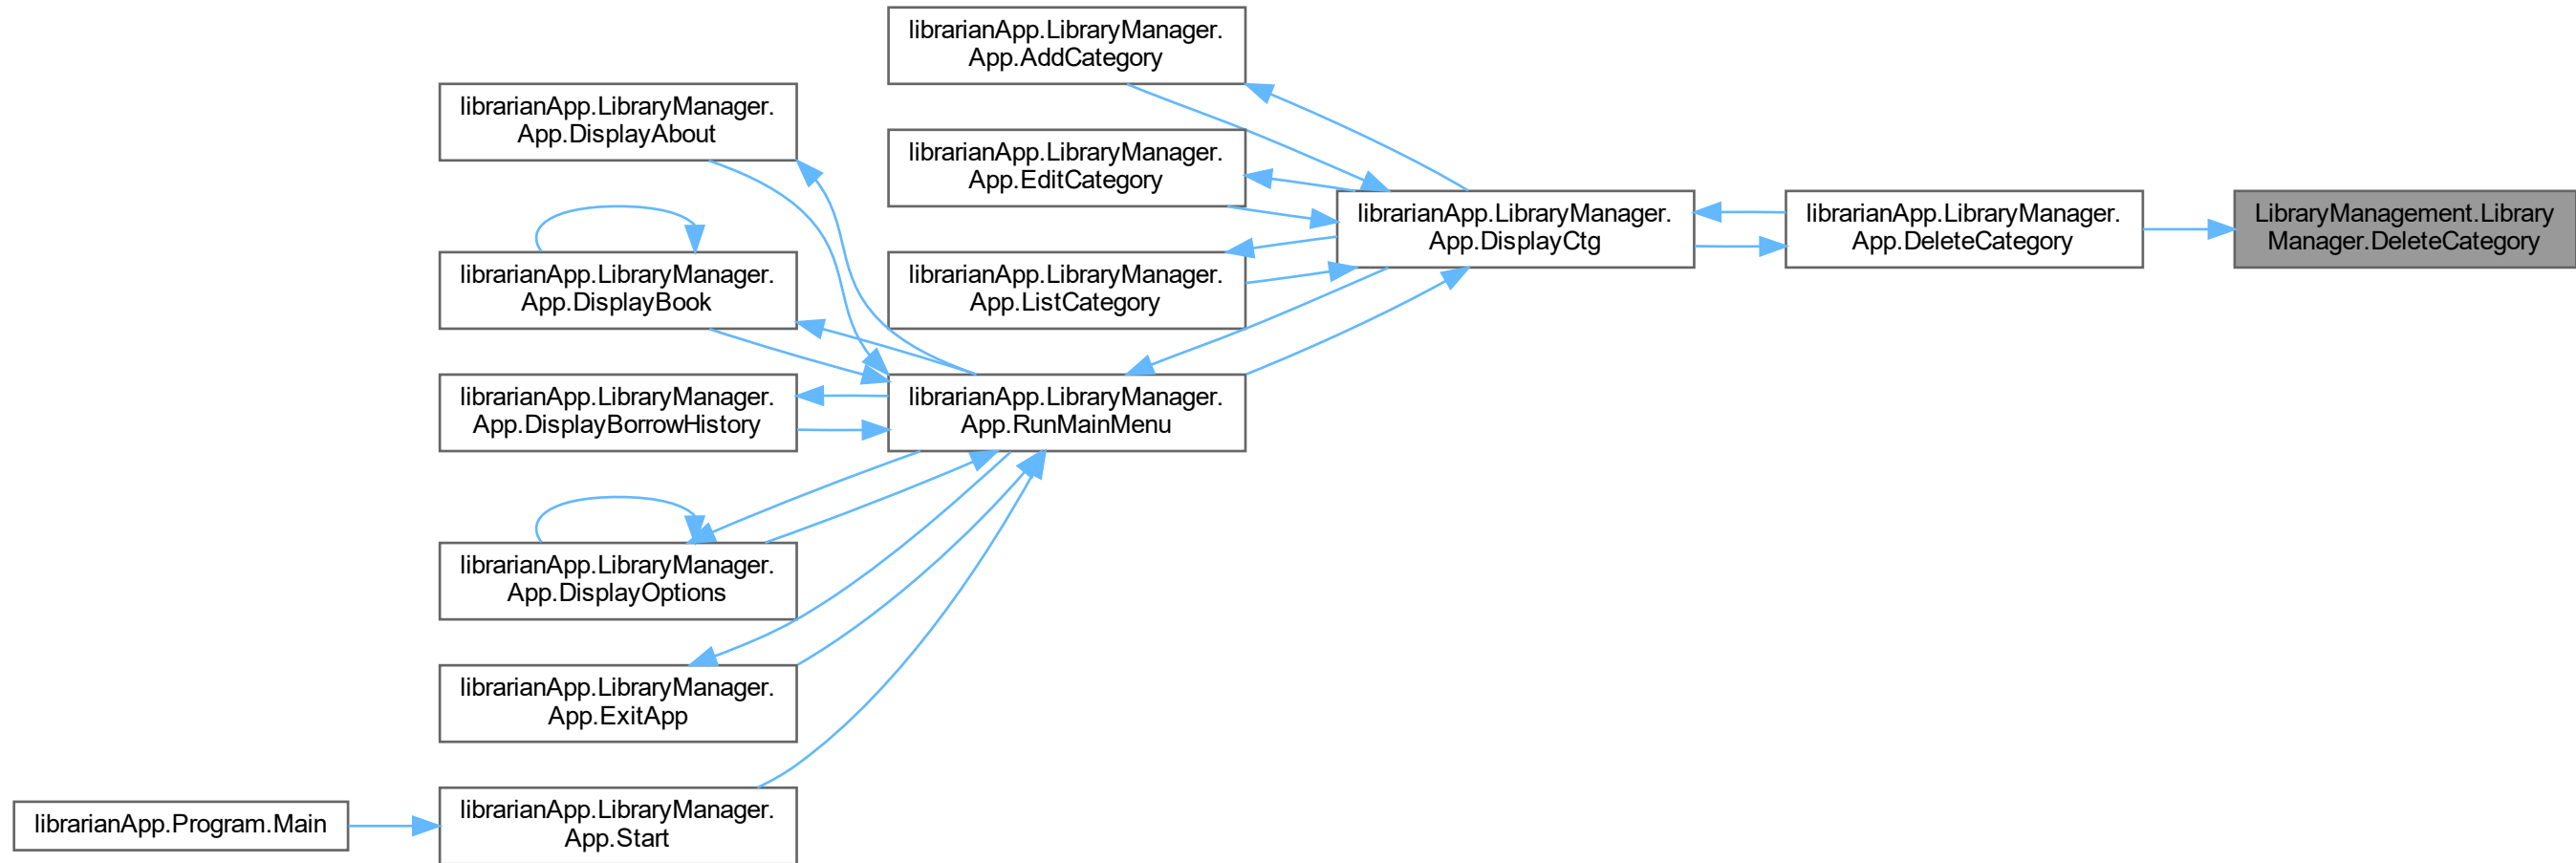 librarianApp.LibraryManager.
App.AddCategory
librarianApp.LibraryManager.
App.DisplayAbout
librarianApp.LibraryManager.
App.EditCategory
librarianApp.LibraryManager.
App.DisplayCtg
librarianApp.LibraryManager.
App.DeleteCategory
LibraryManagement.Library
Manager.DeleteCategory
librarianApp.LibraryManager.
App.DisplayBook
librarianApp.LibraryManager.
App.ListCategory
librarianApp.LibraryManager.
App.DisplayBorrowHistory
librarianApp.LibraryManager.
App.RunMainMenu
librarianApp.LibraryManager.
App.DisplayOptions
librarianApp.LibraryManager.
App.ExitApp
librarianApp.Program.Main
librarianApp.LibraryManager.
App.Start